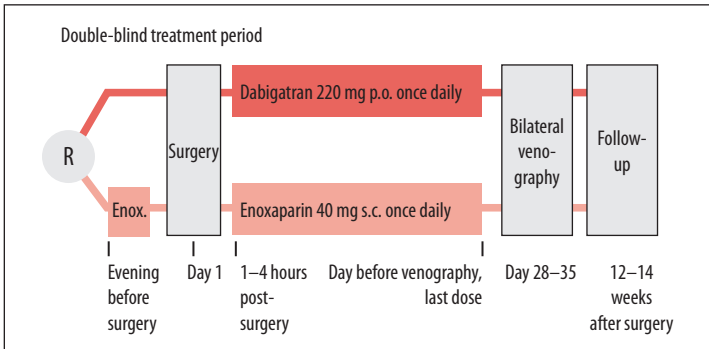 Double-blind treatment period
Dabigatran 220 mg p.o. once daily
R
Surgery
Bilateral
veno-
graphy
Follow-
up
Enox.
Enoxaparin 40 mg s.c. once daily
Evening
before
surgery
Day 1
1–4 hours
post-
surgery
Day before venography,
last dose
Day 28–35
12–14
weeks
after surgery